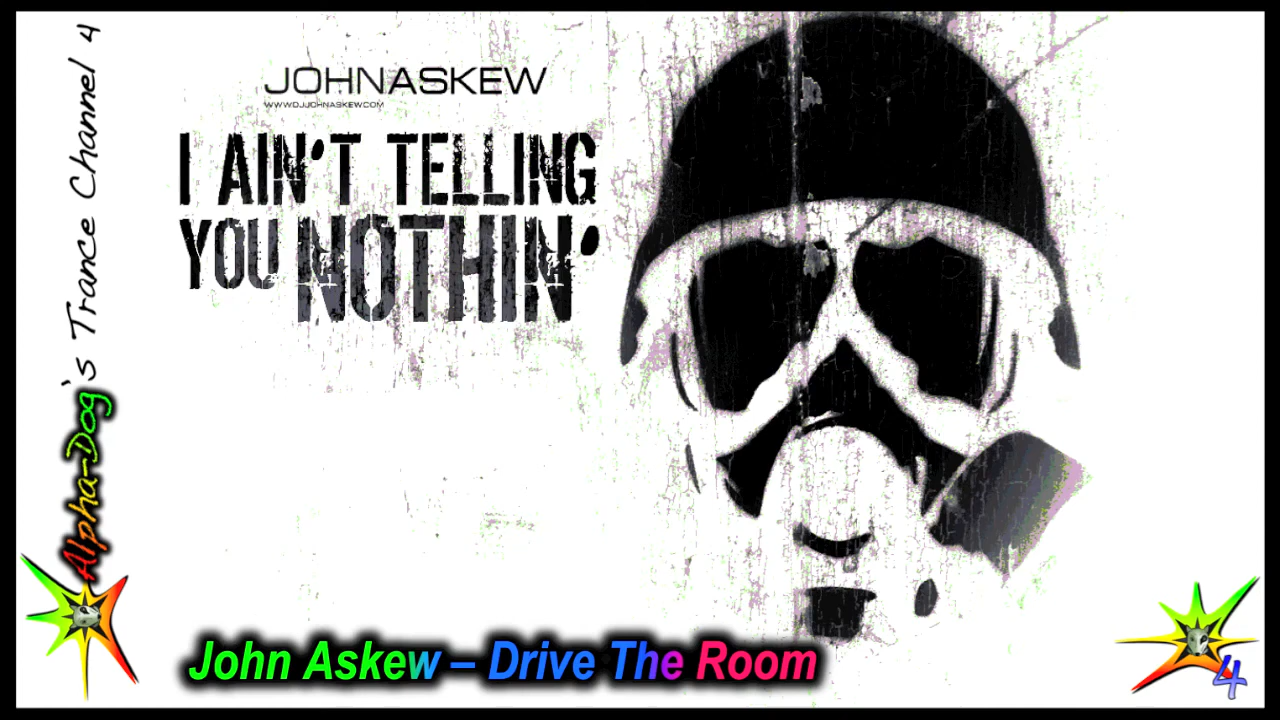 JOHNASKEW
WWW.DJJOHNASKEW.COM
I AIN'T TELLING
YOU NOTHIN'
Alpha-Dog`s Trance Channel 4
John Askew – Drive The Room
4